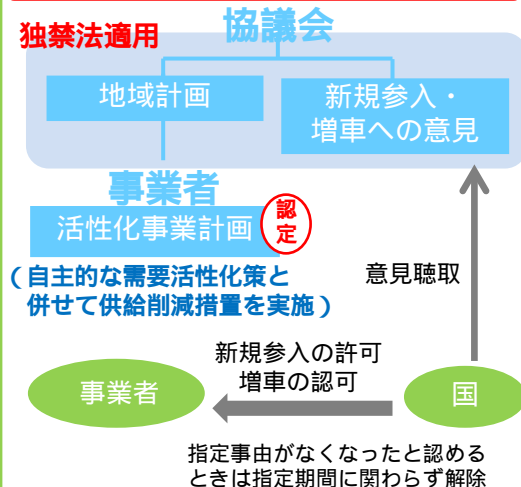 独禁法適用
協議会
地域計画
新規参入・
増車への意見
事業者
活性化事業計画
認
定
（自主的な需要活性化策と
併せて供給削減措置を実施）
意見聴取
新規参入の許可
増車の認可
事業者
国
指定事由がなくなったと認める
ときは指定期間に関わらず解除